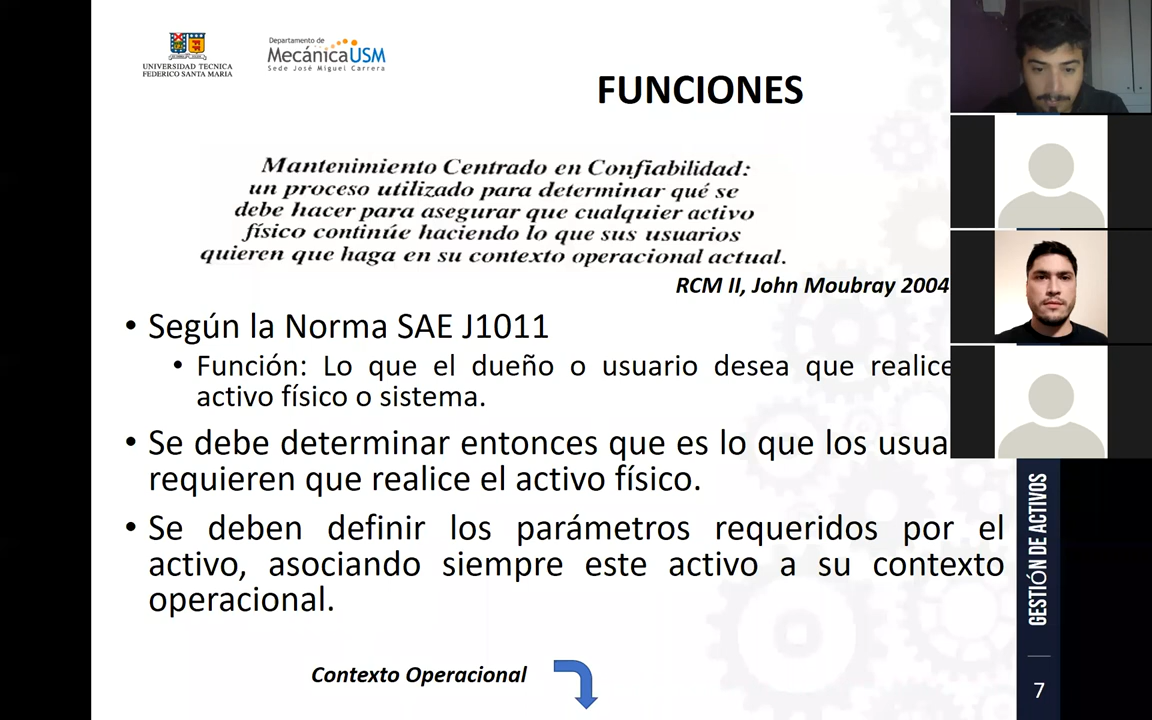 UNIVERSIDAD TECNICA
FEDERICO SANTA MARIA
Departamento de
MecánicaUSM
Sede José Miguel Carrera
FUNCIONES
Mantenimiento Centrado en Confiabilidad:
un proceso utilizado para determinar qué se
debe hacer para asegurar que cualquier activo
físico continúe haciendo lo que sus usuarios
quieren que haga en su contexto operacional actual.
RCM II, John Moubray 2004
• Según la Norma SAE J1011
• Función: Lo que el dueño o usuario desea que realice
activo físico o sistema.
• Se debe determinar entonces que es lo que los usua
requieren que realice el activo físico.
• Se deben definir los parámetros requeridos por el
activo, asociando siempre este activo a su contexto
operacional.
Contexto Operacional
GESTIÓN DE ACTIVOS
7